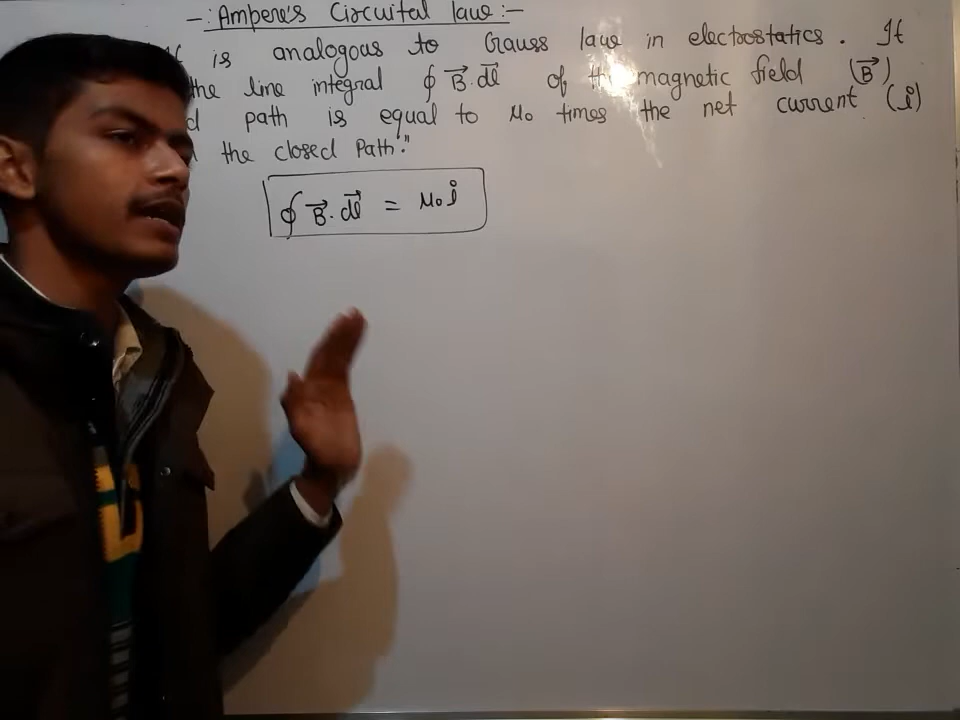 -: Ampere's Circuital law :-
is analogous to Gauss law in electrostatics. It
the line integral ∮ B⃗.dl⃗ of the magnetic field (B⃗)
path is equal to μ₀ times the net current (i)
the closed Path."
∮ B⃗.dl⃗ = μ₀i